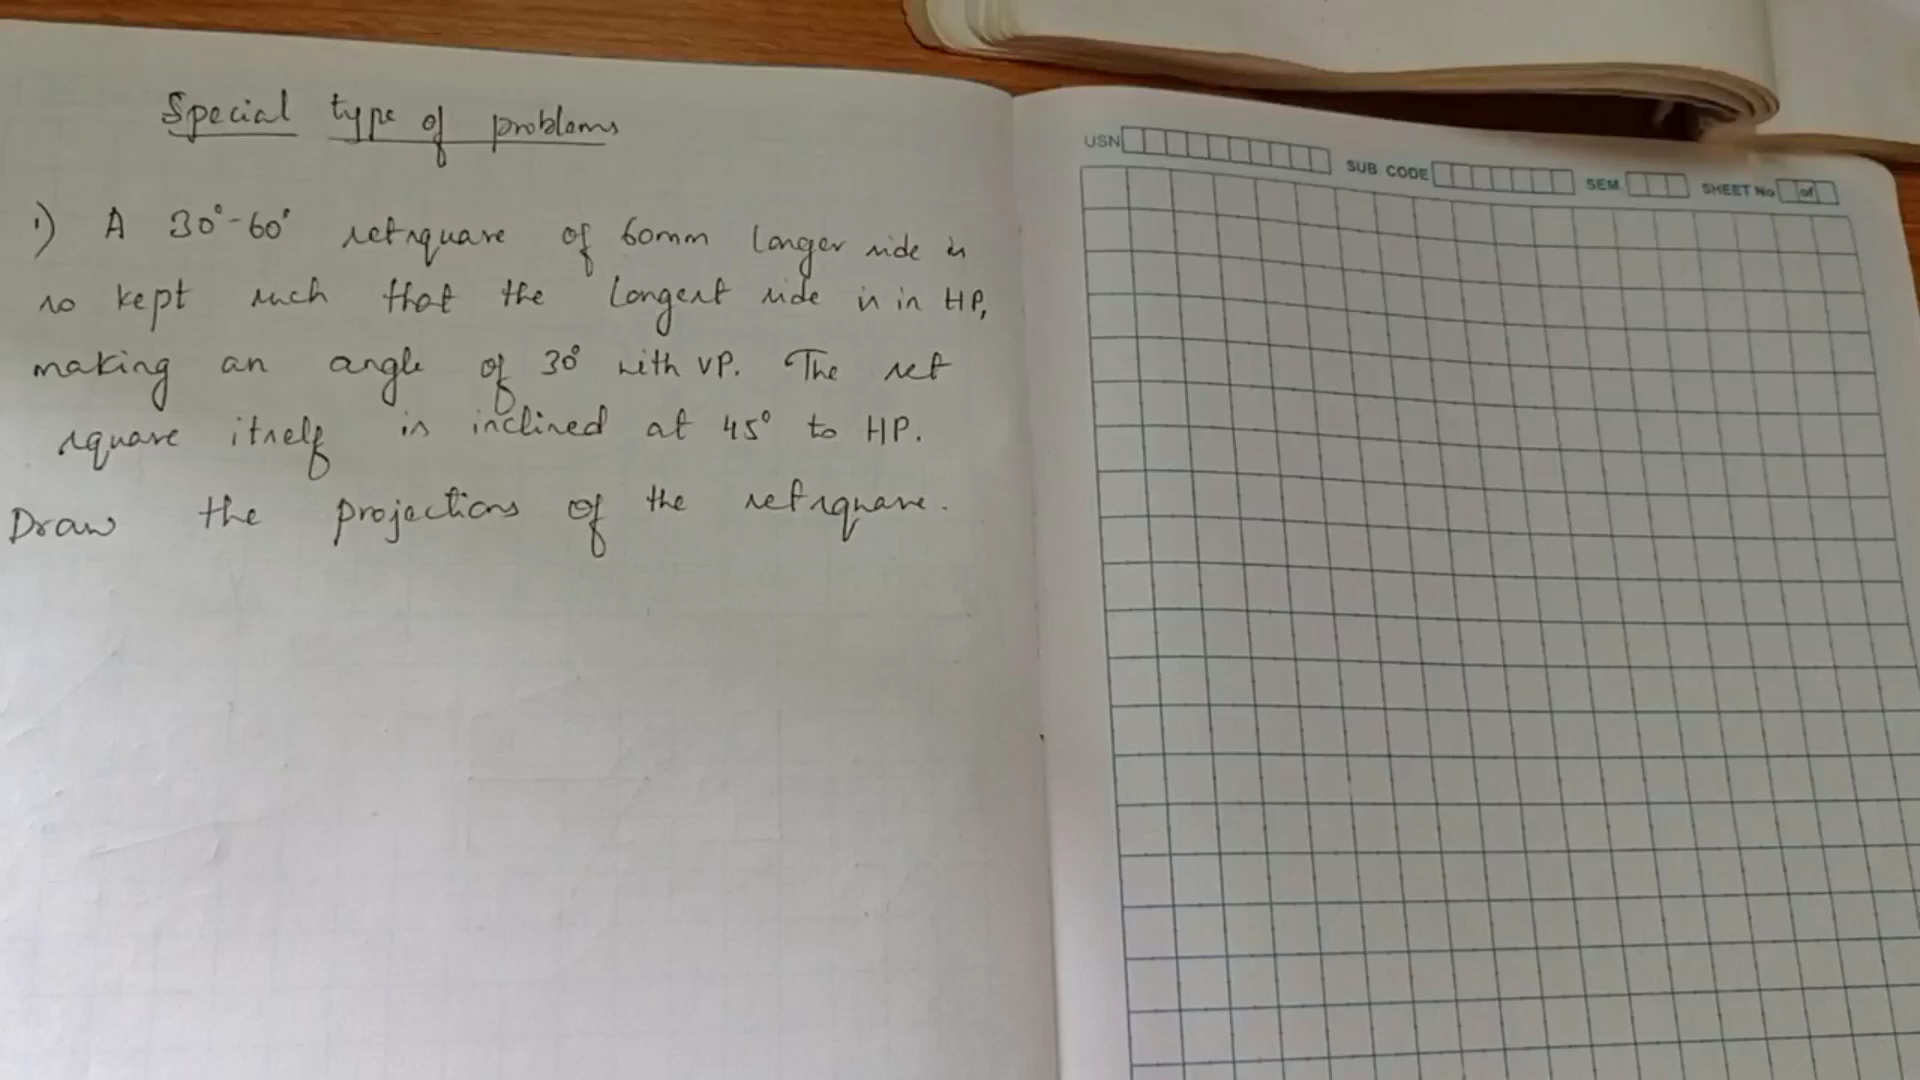 Special type of problems
1) A 30°-60° setsquare of 60mm longer side is
so kept such that the longest side is in HP,
making an angle of 30° with VP. The set
square itself is inclined at 45° to HP.
Draw the projections of the setsquare.
USN SUB CODE SEM. SHEET No of